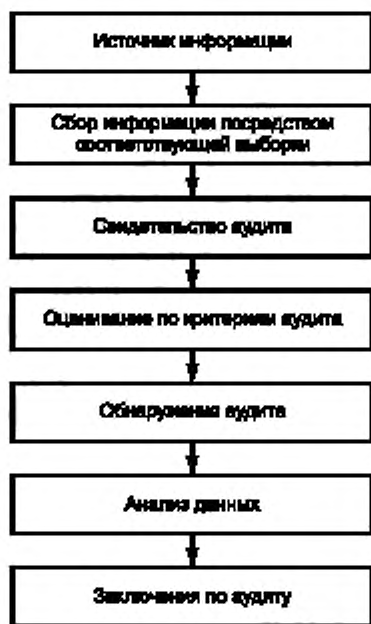 Источник информации
Сбор информации посредством
соответствующей выборки
Свидетельство аудита
Оценивание по критериям аудита
Обнаружения аудита
Анализ данных
Заключения по аудиту